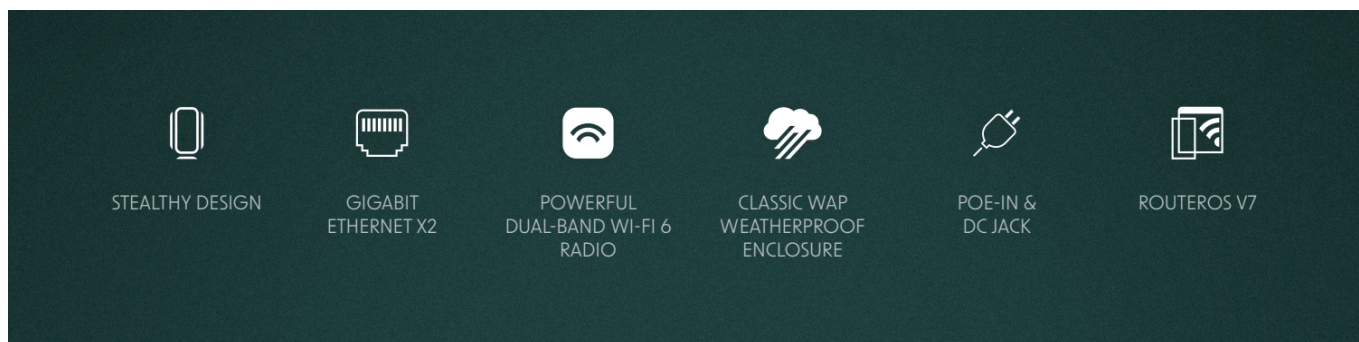 STEALTHY DESIGN
GIGABIT
ETHERNET X2
POWERFUL
DUAL-BAND WI-FI 6
RADIO
CLASSIC WAP
WEATHERPROOF
ENCLOSURE
POE-IN &
DC JACK
ROUTEROS V7